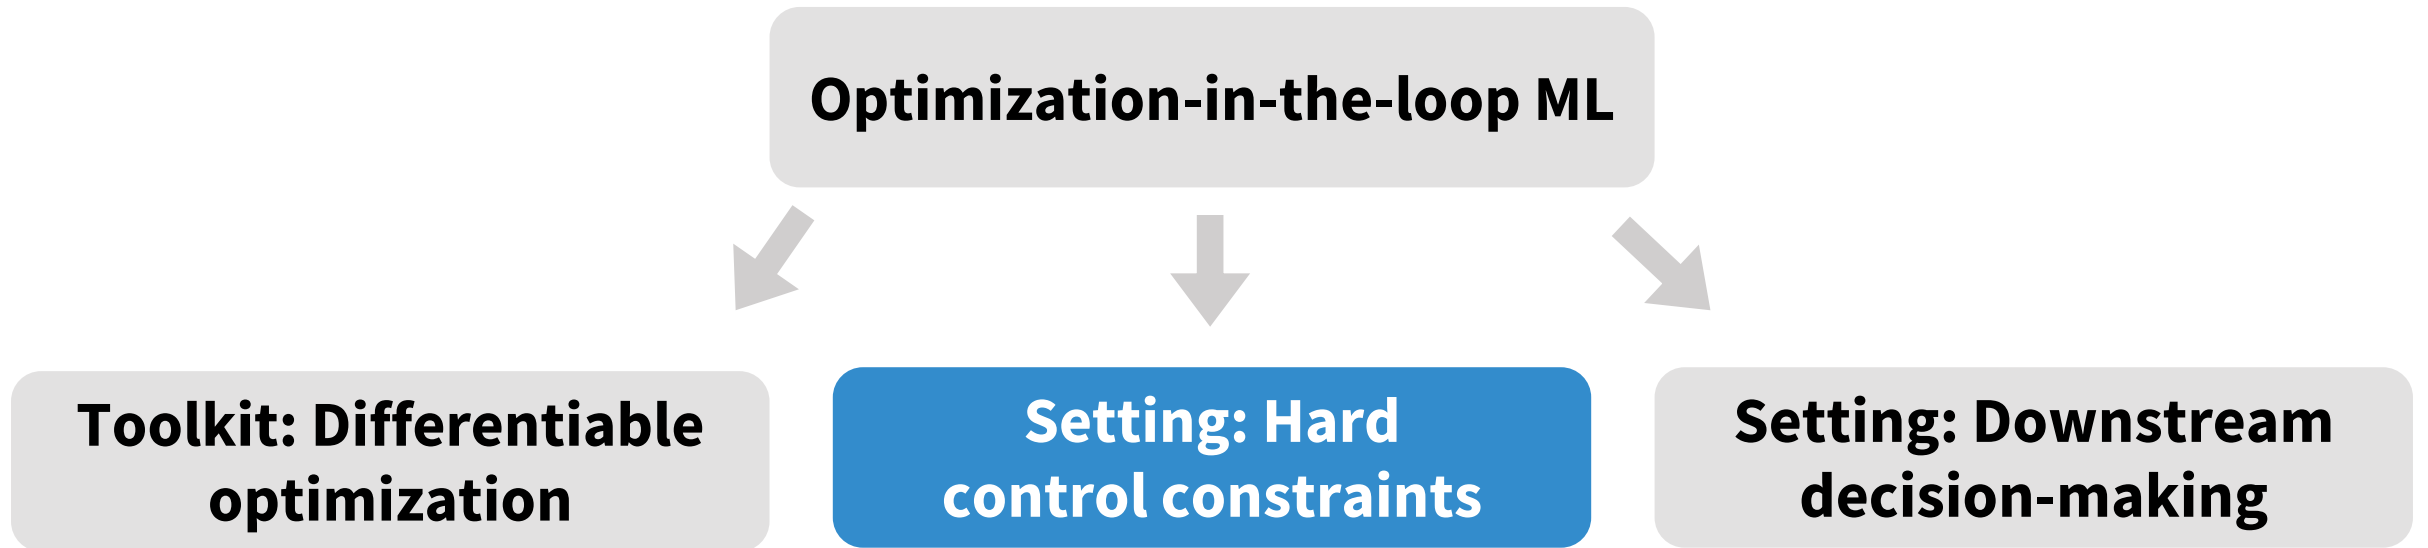 Optimization-in-the-loop ML
Toolkit: Differentiable
optimization
Setting: Hard
control constraints
Setting: Downstream
decision-making